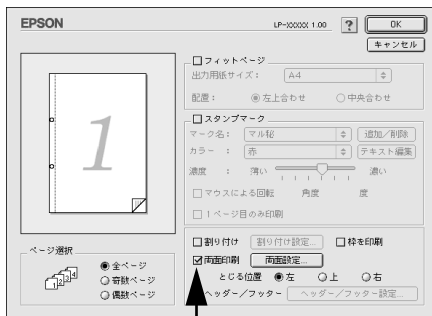 EPSON
LP-XXXXX 1.00
?
OK
キャンセル
フィットページ
出力用紙サイズ： A4
配置： 左上合わせ 中央合わせ
スタンプマーク
マーク名： マル秘 追加／削除
カラー ： 赤 テキスト編集
濃度 ： 薄い 濃い
マウスによる回転 角度 度
1ページ目のみ印刷
1
ページ選択
1 2 3 4
全ページ
奇数ページ
偶数ページ
割り付け 割り付け設定... 枠を印刷
両面印刷 両面設定...
とじる位置 左 上 右
ヘッダー／フッター ヘッダー／フッター設定...